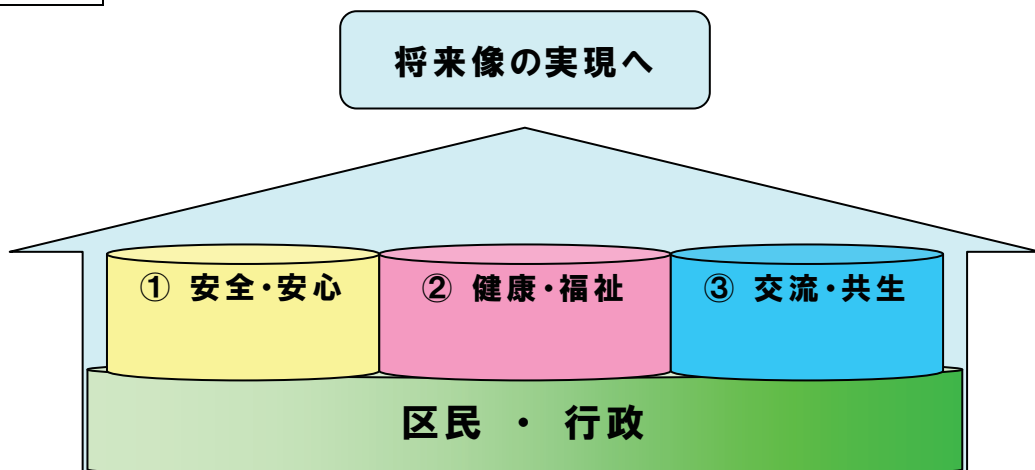 将来像の実現へ
① 安全・安心
② 健康・福祉
③ 交流・共生
区民 ・ 行政